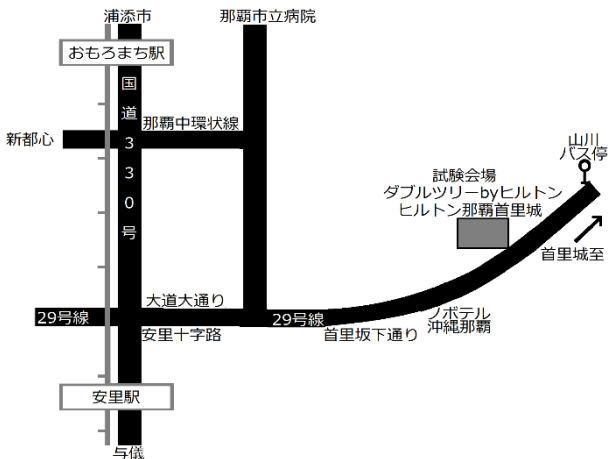 浦添市
那覇市立病院
おもろまち駅
国道330号
那覇中環状線
新都心
山川
バス停
試験会場
ダブルツリーbyヒルトン
ヒルトン那覇首里城
首里城至
大道大通り
29号線
29号線
ノボテル
沖縄那覇
安里十字路
首里坂下通り
安里駅
与儀